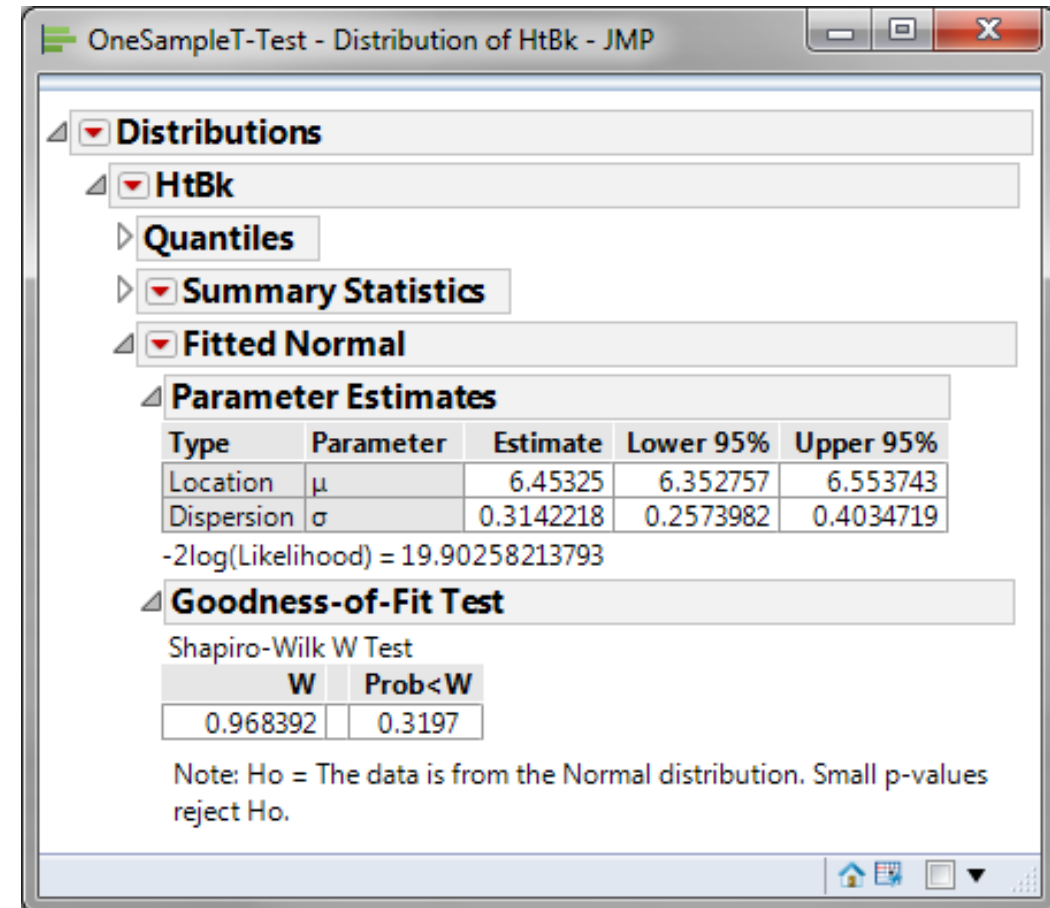 OneSampleT-Test - Distribution of HtBk - JMP
Distributions
HtBk
Quantiles
Summary Statistics
Fitted Normal
Parameter Estimates
Type Parameter Estimate Lower 95% Upper 95%
Location μ 6.45325 6.352757 6.553743
Dispersion σ 0.3142218 0.2573982 0.4034719
-2log(Likelihood) = 19.90258213793
Goodness-of-Fit Test
Shapiro-Wilk W Test
W Prob<W
0.968392 0.3197
Note: Ho = The data is from the Normal distribution. Small p-values
reject Ho.